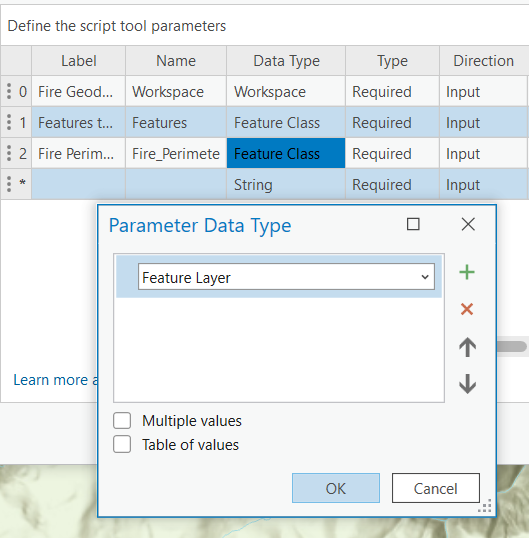 Define the script tool parameters
Label Name Data Type Type Direction
0 Fire Geod... Workspace Workspace Required Input
1 Features t... Features Feature Class Required Input
2 Fire Perim... Fire_Perimete Feature Class Required Input
* String Required Input
Parameter Data Type
Feature Layer
Learn more a
Multiple values
Table of values
OK Cancel